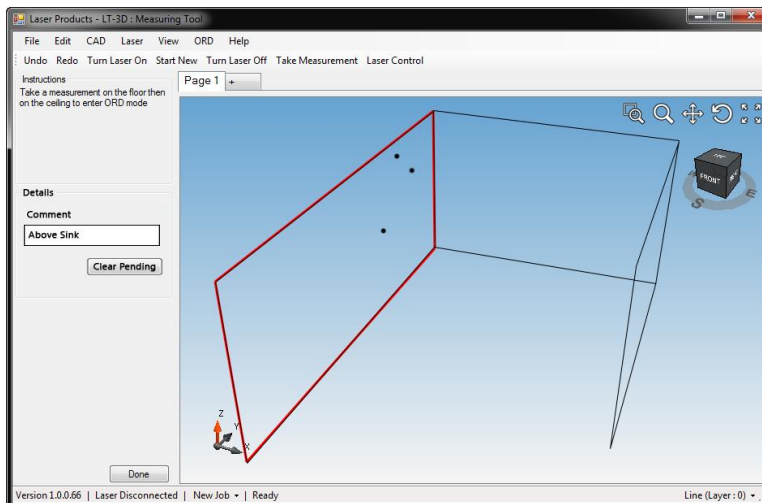 Laser Products - LT-3D : Measuring Tool
File Edit CAD Laser View ORD Help
Undo Redo Turn Laser On Start New Turn Laser Off Take Measurement Laser Control
Instructions
Take a measurement on the floor then
on the ceiling to enter ORD mode
Page 1 +
Details
Comment
Above Sink
Clear Pending
FRONT
S
E
Z
Y
X
Done
Version 1.0.0.66 | Laser Disconnected | New Job | Ready Line (Layer : 0)